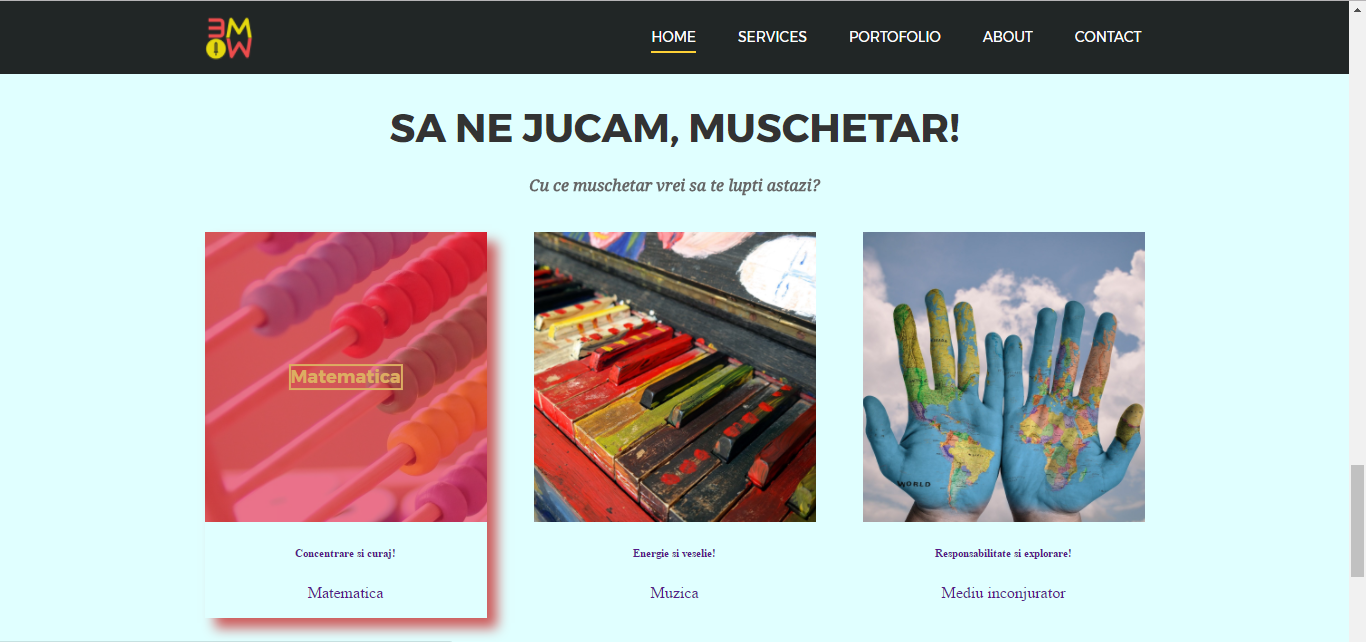 HOME SERVICES PORTOFOLIO ABOUT CONTACT
SA NE JUCAM, MUSCHETAR!
Cu ce muschetar vrei sa te lupti astazi?
Matematica
WORLD
Concentrare si curaj!
Energie si veselie!
Responsabilitate si explorare!
Matematica
Muzica
Mediu inconjurator